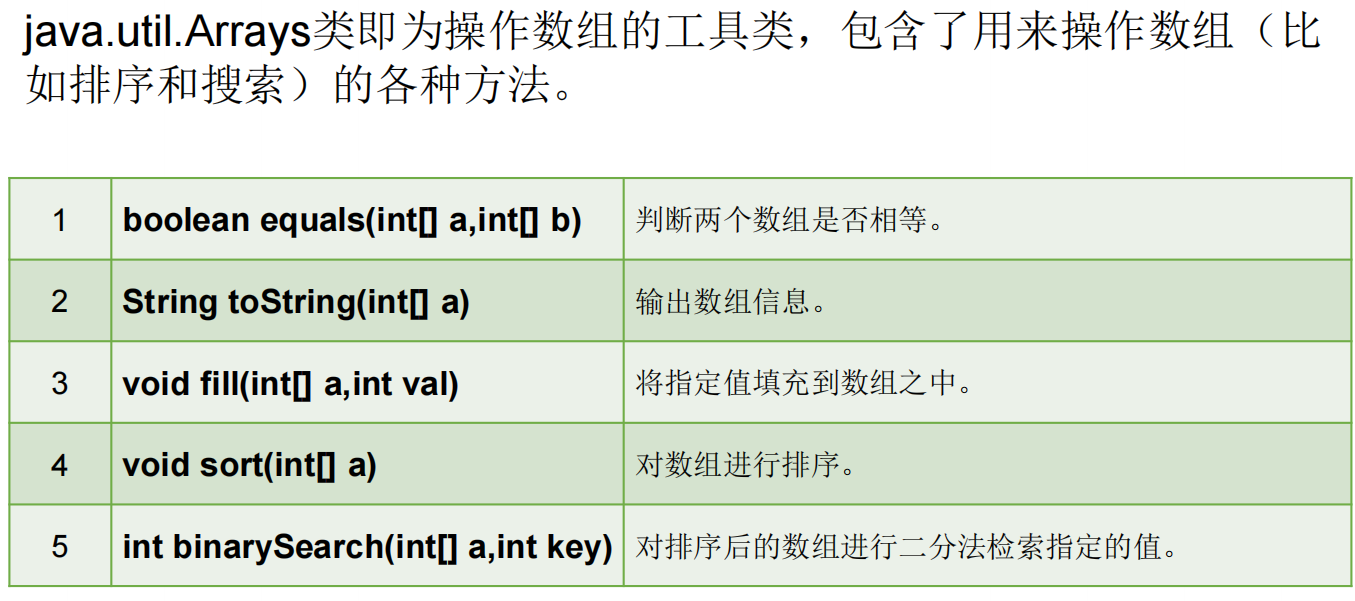 java.util.Arrays类即为操作数组的工具类，包含了用来操作数组（比
如排序和搜索）的各种方法。
1 boolean equals(int[] a,int[] b) 判断两个数组是否相等。
2 String toString(int[] a) 输出数组信息。
3 void fill(int[] a,int val) 将指定值填充到数组之中。
4 void sort(int[] a) 对数组进行排序。
5 int binarySearch(int[] a,int key) 对排序后的数组进行二分法检索指定的值。